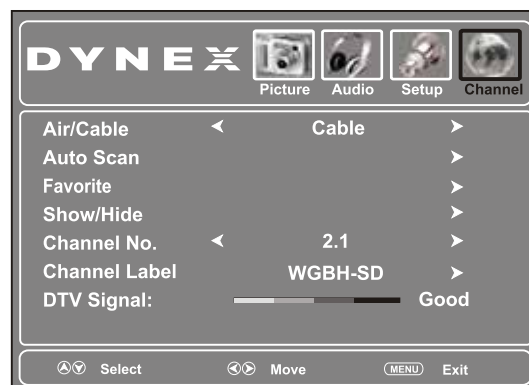 DYNEX
Picture Audio Setup Channel
Air/Cable Cable
Auto Scan
Favorite
Show/Hide
Channel No. 2.1
Channel Label WGBH-SD
DTV Signal: Good
Select Move MENU Exit